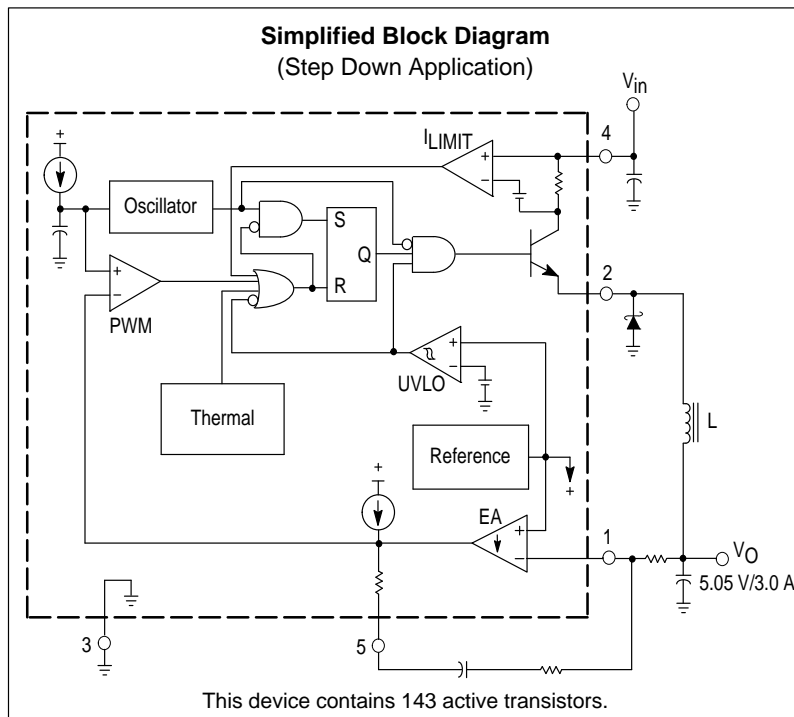 Simplified Block Diagram
(Step Down Application)
Vin
4
ILIMIT
+
–
+
Oscillator
S
Q
R
2
+
–
PWM
+
–
UVLO
Thermal
L
Reference
+
+
EA
+
–
1
VO
5.05 V/3.0 A
3
5
This device contains 143 active transistors.